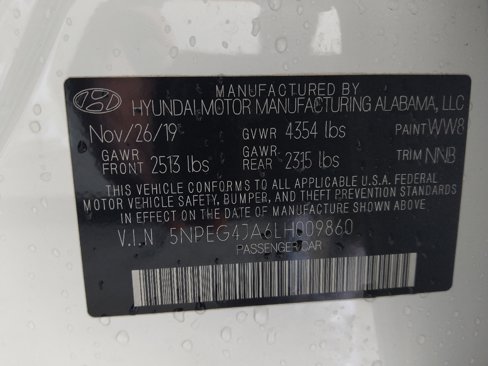 MANUFACTURED BY
HYUNDAI MOTOR MANUFACTURING ALABAMA, LLC
Nov/26/19 GVWR 4354 lbs PAINT WW8
GAWR FRONT 2513 lbs GAWR REAR 2315 lbs TRIM NNB
THIS VEHICLE CONFORMS TO ALL APPLICABLE U.S.A. FEDERAL
MOTOR VEHICLE SAFETY, BUMPER, AND THEFT PREVENTION STANDARDS
IN EFFECT ON THE DATE OF MANUFACTURE SHOWN ABOVE
V.I.N 5NPEG4JA6LH009860
PASSENGER CAR